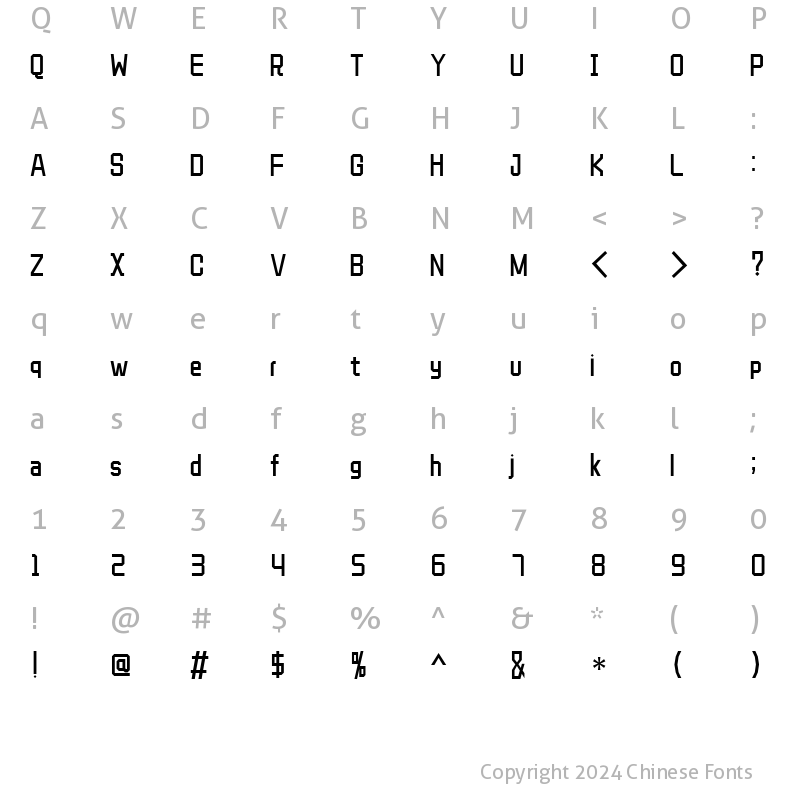 Q W E R T Y U I O P
Q W E R T Y U I O P
A S D F G H J K L :
A S D F G H J K L :
Z X C V B N M < > ?
Z X C V B N M < > ?
q w e r t y u i o p
q w e r t y u i o p
a s d f g h j k l ;
a s d f g h j k l ;
1 2 3 4 5 6 7 8 9 0
1 2 3 4 5 6 7 8 9 0
! @ # $ % ^ & * ( )
! @ # $ % ^ & * ( )
Copyright 2024 Chinese Fonts